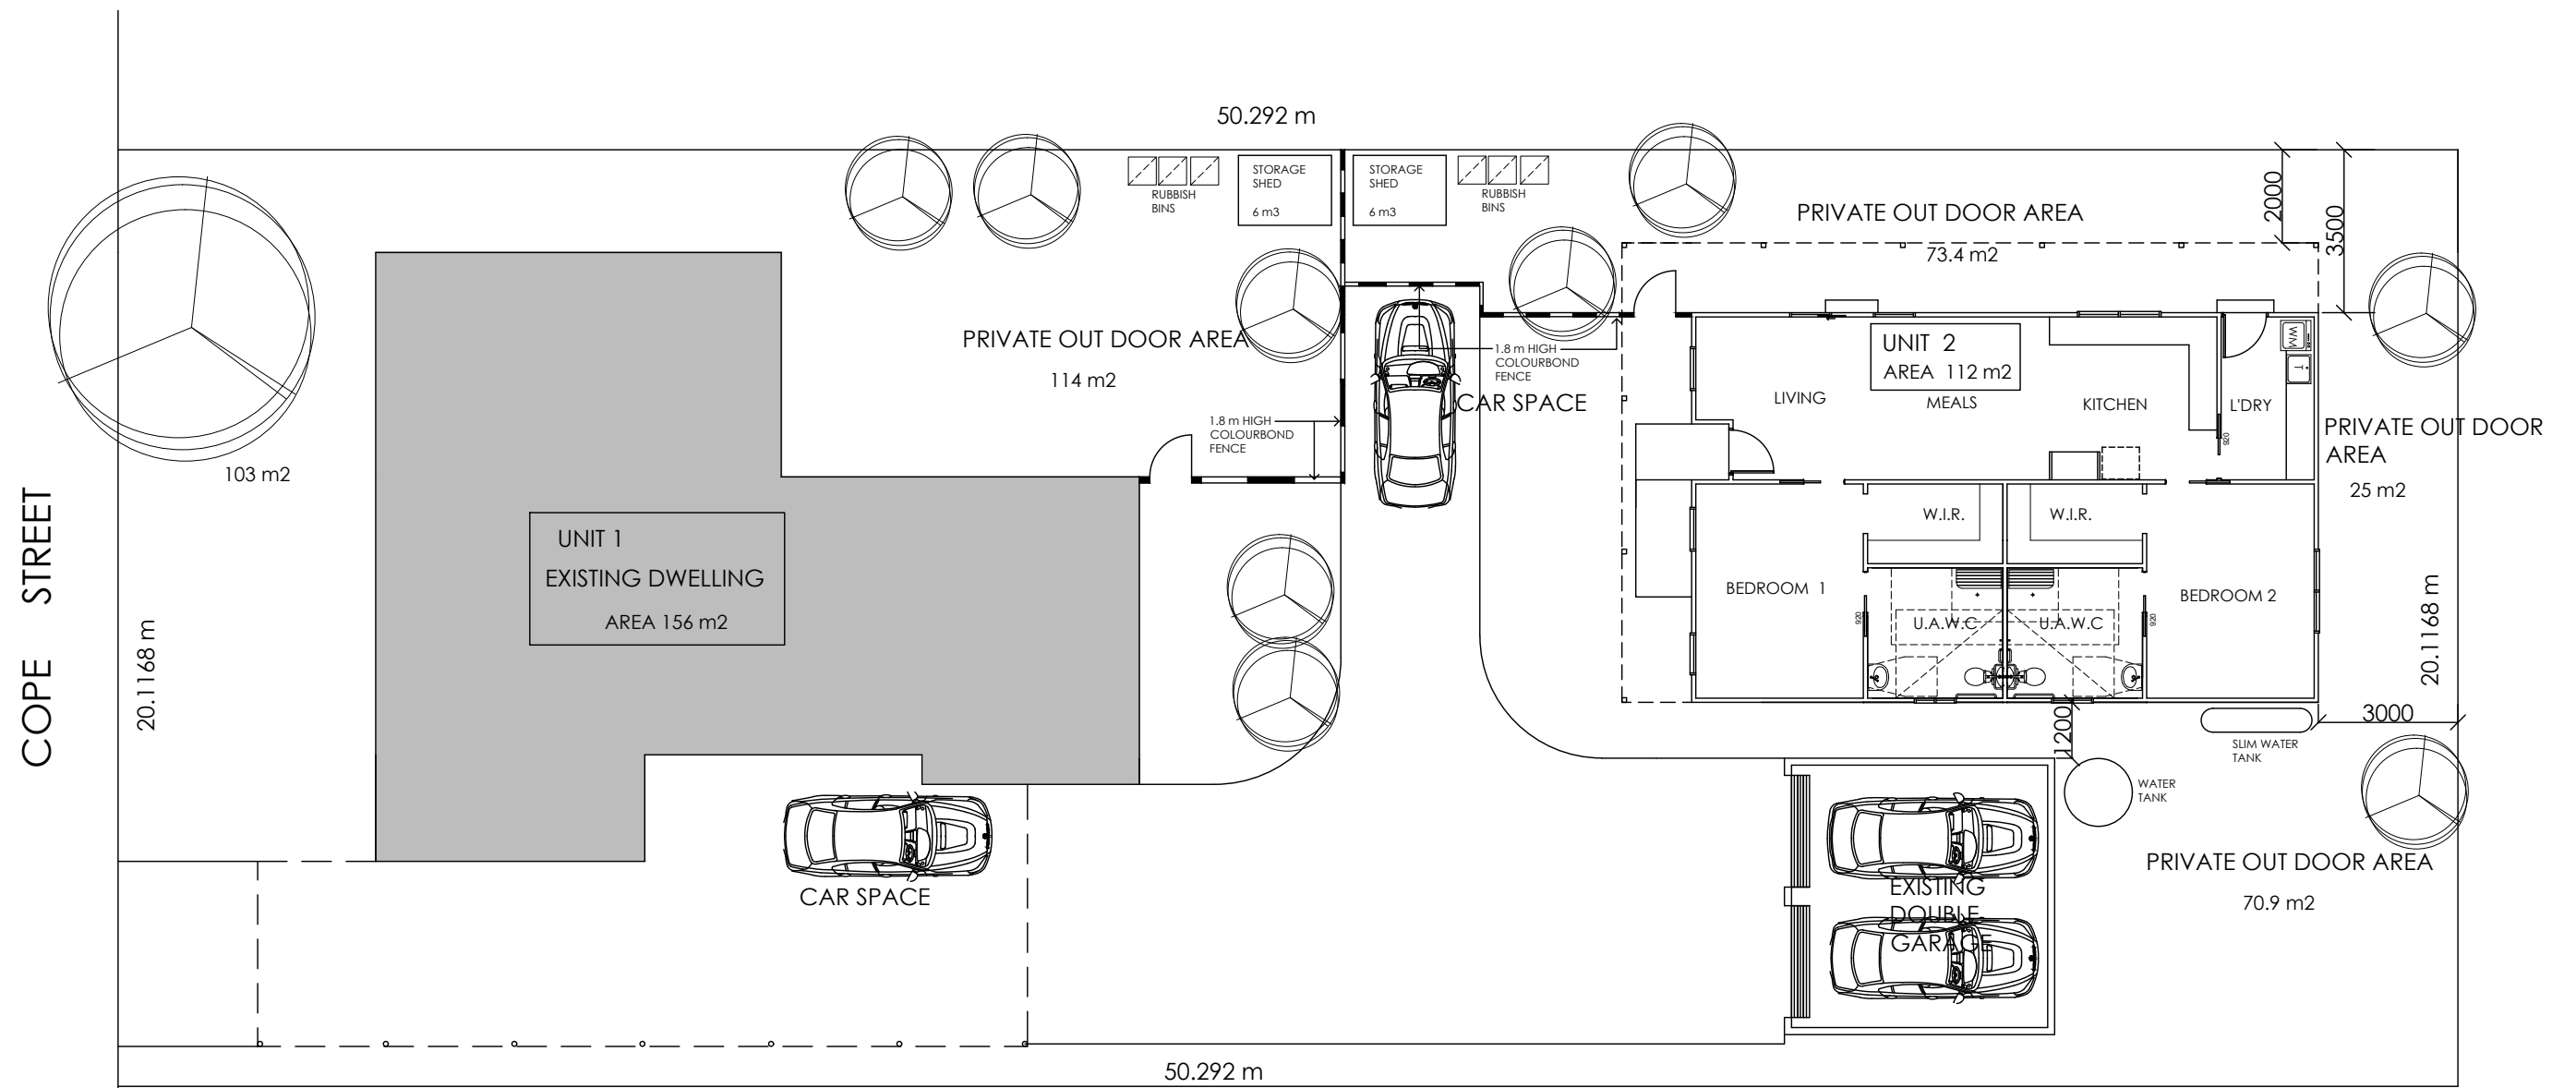 50.292 m
STORAGE
SHED
6 m3
STORAGE
SHED
6 m3
RUBBISH
BINS
RUBBISH
BINS
PRIVATE OUT DOOR AREA
73.4 m2
2000
3500
PRIVATE OUT DOOR AREA
114 m2
1.8 m HIGH
COLOURBOND
FENCE
CAR SPACE
1.8 m HIGH
COLOURBOND
FENCE
UNIT 2
AREA 112 m2
LIVING
MEALS
KITCHEN
L'DRY
WM
T
920
PRIVATE OUT DOOR
AREA
25 m2
103 m2
COPE STREET
20.1168 m
UNIT 1
EXISTING DWELLING
AREA 156 m2
W.I.R.
W.I.R.
BEDROOM 1
BEDROOM 2
U.A.W.C
U.A.W.C
920
920
20.1168 m
3000
1200
SLIM WATER
TANK
WATER
TANK
CAR SPACE
EXISTING
DOUBLE
GARAGE
PRIVATE OUT DOOR AREA
70.9 m2
50.292 m